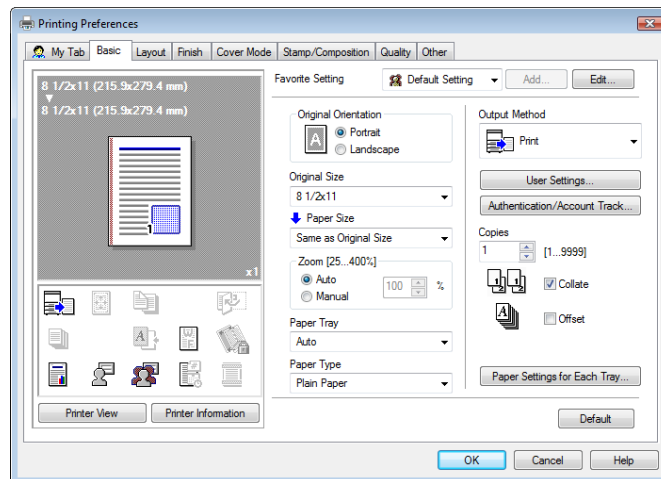 Printing Preferences
My Tab Basic Layout Finish Cover Mode Stamp/Composition Quality Other
8 1/2x11 (215.9x279.4 mm)
8 1/2x11 (215.9x279.4 mm)
1
x1
Printer View Printer Information
Favorite Setting Default Setting Add... Edit...
Original Orientation
A Portrait
Landscape
Original Size
8 1/2x11
Paper Size
Same as Original Size
Zoom [25...400%]
Auto
Manual
100 %
Paper Tray
Auto
Paper Type
Plain Paper
Output Method
Print
User Settings...
Authentication/Account Track...
Copies
1 [1...9999]
Collate
Offset
Paper Settings for Each Tray...
Default
OK Cancel Help